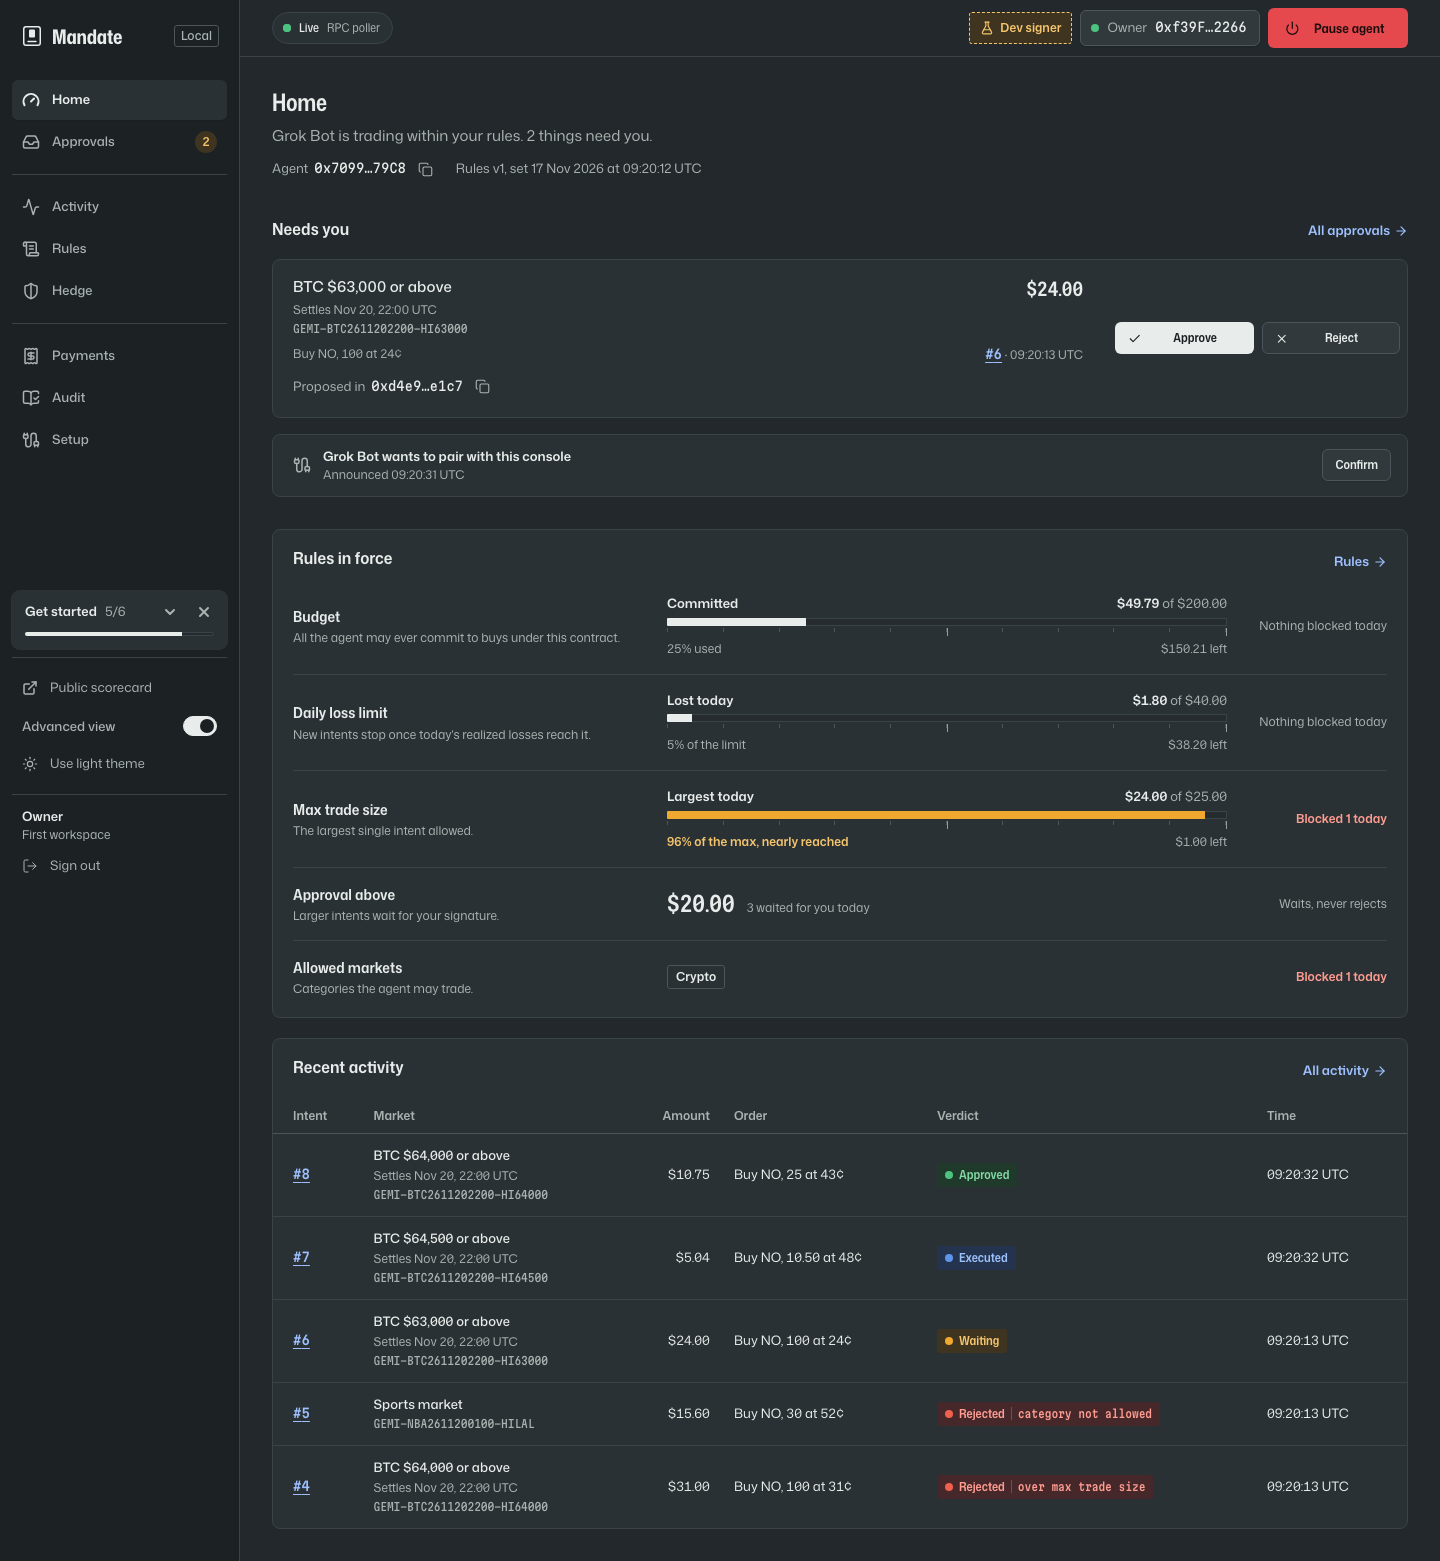 Mandate
Local
Home
Approvals
2
Activity
Rules
Hedge
Payments
Audit
Setup
Get started 5/6
Public scorecard
Advanced view
Use light theme
Owner
First workspace
Sign out
Live RPC poller
Dev signer
Owner 0xf39F…2266
Pause agent
Home
Grok Bot is trading within your rules. 2 things need you.
Agent 0x7099…79C8 Rules v1, set 17 Nov 2026 at 09:20:12 UTC
Needs you
All approvals →
BTC $63,000 or above
$24.00
Settles Nov 20, 22:00 UTC
GEMI-BTC2611202200-HI63000
Approve
Reject
Buy NO, 100 at 24¢
#6 · 09:20:13 UTC
Proposed in 0xd4e9…e1c7
Grok Bot wants to pair with this console
Announced 09:20:31 UTC
Confirm
Rules in force
Rules →
Budget
All the agent may ever commit to buys under this contract.
Committed
$49.79 of $200.00
25% used
$150.21 left
Nothing blocked today
Daily loss limit
New intents stop once today's realized losses reach it.
Lost today
$1.80 of $40.00
5% of the limit
$38.20 left
Nothing blocked today
Max trade size
The largest single intent allowed.
Largest today
$24.00 of $25.00
96% of the max, nearly reached
$1.00 left
Blocked 1 today
Approval above
Larger intents wait for your signature.
$20.00 3 waited for you today
Waits, never rejects
Allowed markets
Categories the agent may trade.
Crypto
Blocked 1 today
Recent activity
All activity →
Intent Market Amount Order Verdict Time
BTC $64,000 or above
#8 Settles Nov 20, 22:00 UTC $10.75 Buy NO, 25 at 43¢ Approved 09:20:32 UTC
GEMI-BTC2611202200-HI64000
BTC $64,500 or above
#7 Settles Nov 20, 22:00 UTC $5.04 Buy NO, 10.50 at 48¢ Executed 09:20:32 UTC
GEMI-BTC2611202200-HI64500
BTC $63,000 or above
#6 Settles Nov 20, 22:00 UTC $24.00 Buy NO, 100 at 24¢ Waiting 09:20:13 UTC
GEMI-BTC2611202200-HI63000
Sports market
#5 GEMI-NBA2611200100-HILAL $15.60 Buy NO, 30 at 52¢ Rejected | category not allowed 09:20:13 UTC
BTC $64,000 or above
#4 Settles Nov 20, 22:00 UTC $31.00 Buy NO, 100 at 31¢ Rejected | over max trade size 09:20:13 UTC
GEMI-BTC2611202200-HI64000